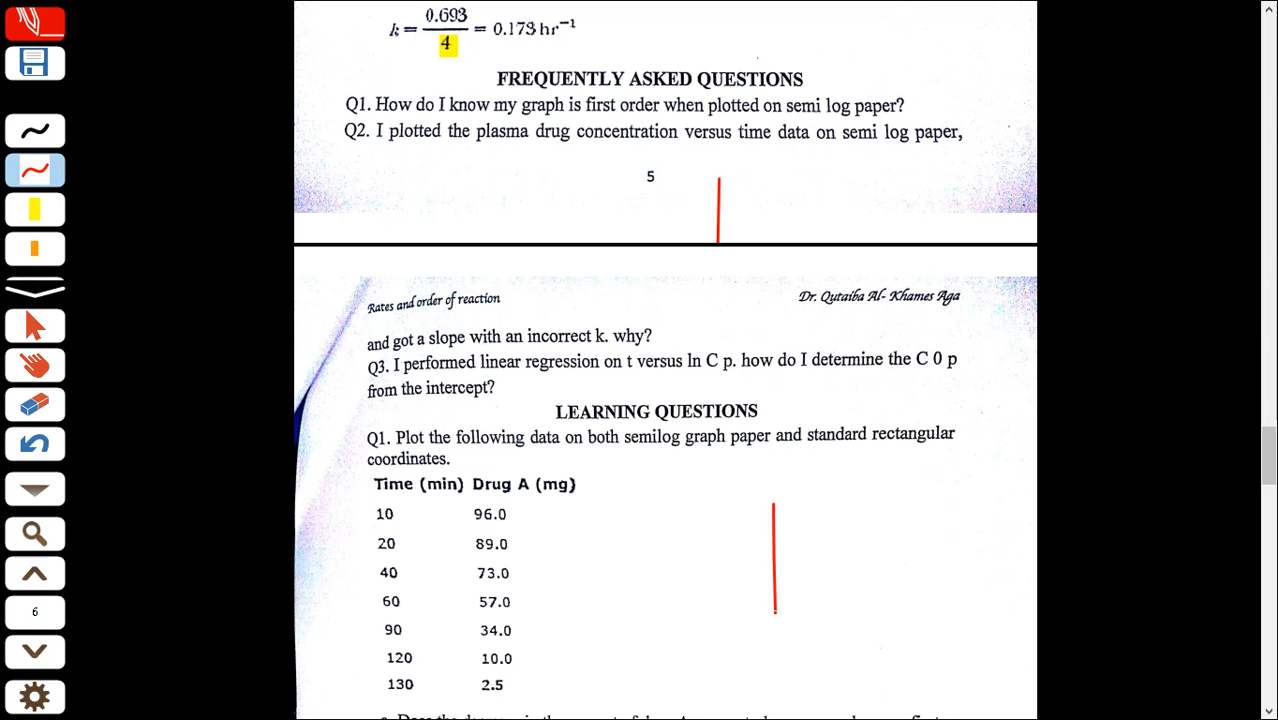 k = 0.693 / 4 = 0.173 hr⁻¹
FREQUENTLY ASKED QUESTIONS
Q1. How do I know my graph is first order when plotted on semi log paper?
Q2. I plotted the plasma drug concentration versus time data on semi log paper,
5
Rates and order of reaction Dr. Qutaiba Al- Khames Aga
and got a slope with an incorrect k. why?
Q3. I performed linear regression on t versus ln C p. how do I determine the C 0 p
from the intercept?
LEARNING QUESTIONS
Q1. Plot the following data on both semilog graph paper and standard rectangular
coordinates.
Time (min) Drug A (mg)
10 96.0
20 89.0
40 73.0
60 57.0
90 34.0
120 10.0
130 2.5
6